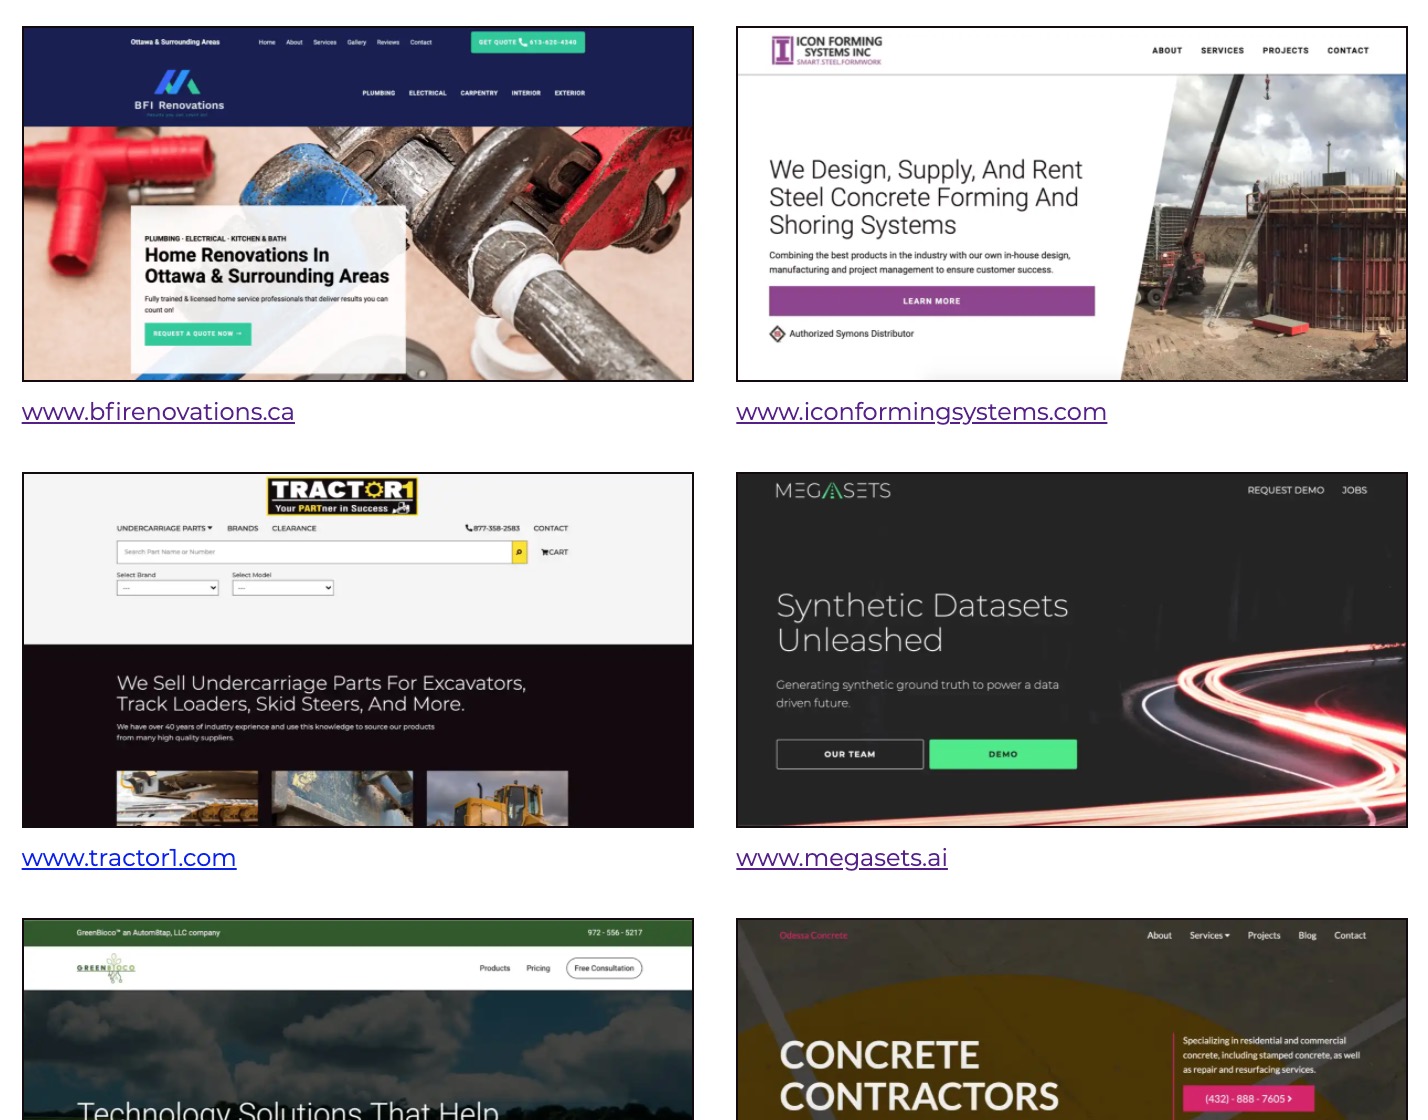 Ottawa & Surrounding Areas
Home About Services Gallery Reviews Contact
GET QUOTE 613-625-4340
BFI Renovations
PLUMBING ELECTRICAL CARPENTRY INTERIOR EXTERIOR
PLUMBING - ELECTRICAL - KITCHEN & BATH
Home Renovations In
Ottawa & Surrounding Areas
Fully trained & licensed home service professionals that deliver results you can
count on!
REQUEST A QUOTE NOW →
www.bfirenovations.ca
ICON FORMING
SYSTEMS INC
SMART.STEEL.FORMWORK
ABOUT SERVICES PROJECTS CONTACT
We Design, Supply, And Rent
Steel Concrete Forming And
Shoring Systems
Combining the best products in the industry with our own in-house design,
manufacturing and project management to ensure customer success.
LEARN MORE
Authorized Symons Distributor
www.iconformingsystems.com
TRACTOR1
Your PARTner in Success
UNDERCARRIAGE PARTS BRANDS CLEARANCE
877-358-2583 CONTACT
Search Part Name or Number
CART
Select Brand Select Model
--- ---
We Sell Undercarriage Parts For Excavators,
Track Loaders, Skid Steers, And More.
We have over 40 years of industry exprience and use this knowledge to source our products
from many high quality suppliers.
www.tractor1.com
MEGASETS
REQUEST DEMO JOBS
Synthetic Datasets
Unleashed
Generating synthetic ground truth to power a data
driven future.
OUR TEAM DEMO
www.megasets.ai
GreenBioco™ an Autom8tap, LLC company
972 - 556 - 5217
GREENBIOCO
Products Pricing Free Consultation
Technology Solutions That Help
Odessa Concrete
About Services Projects Blog Contact
CONCRETE
CONTRACTORS
Specializing in residential and commercial
concrete, including stamped concrete, as well
as repair and resurfacing services.
(432) - 888 - 7605